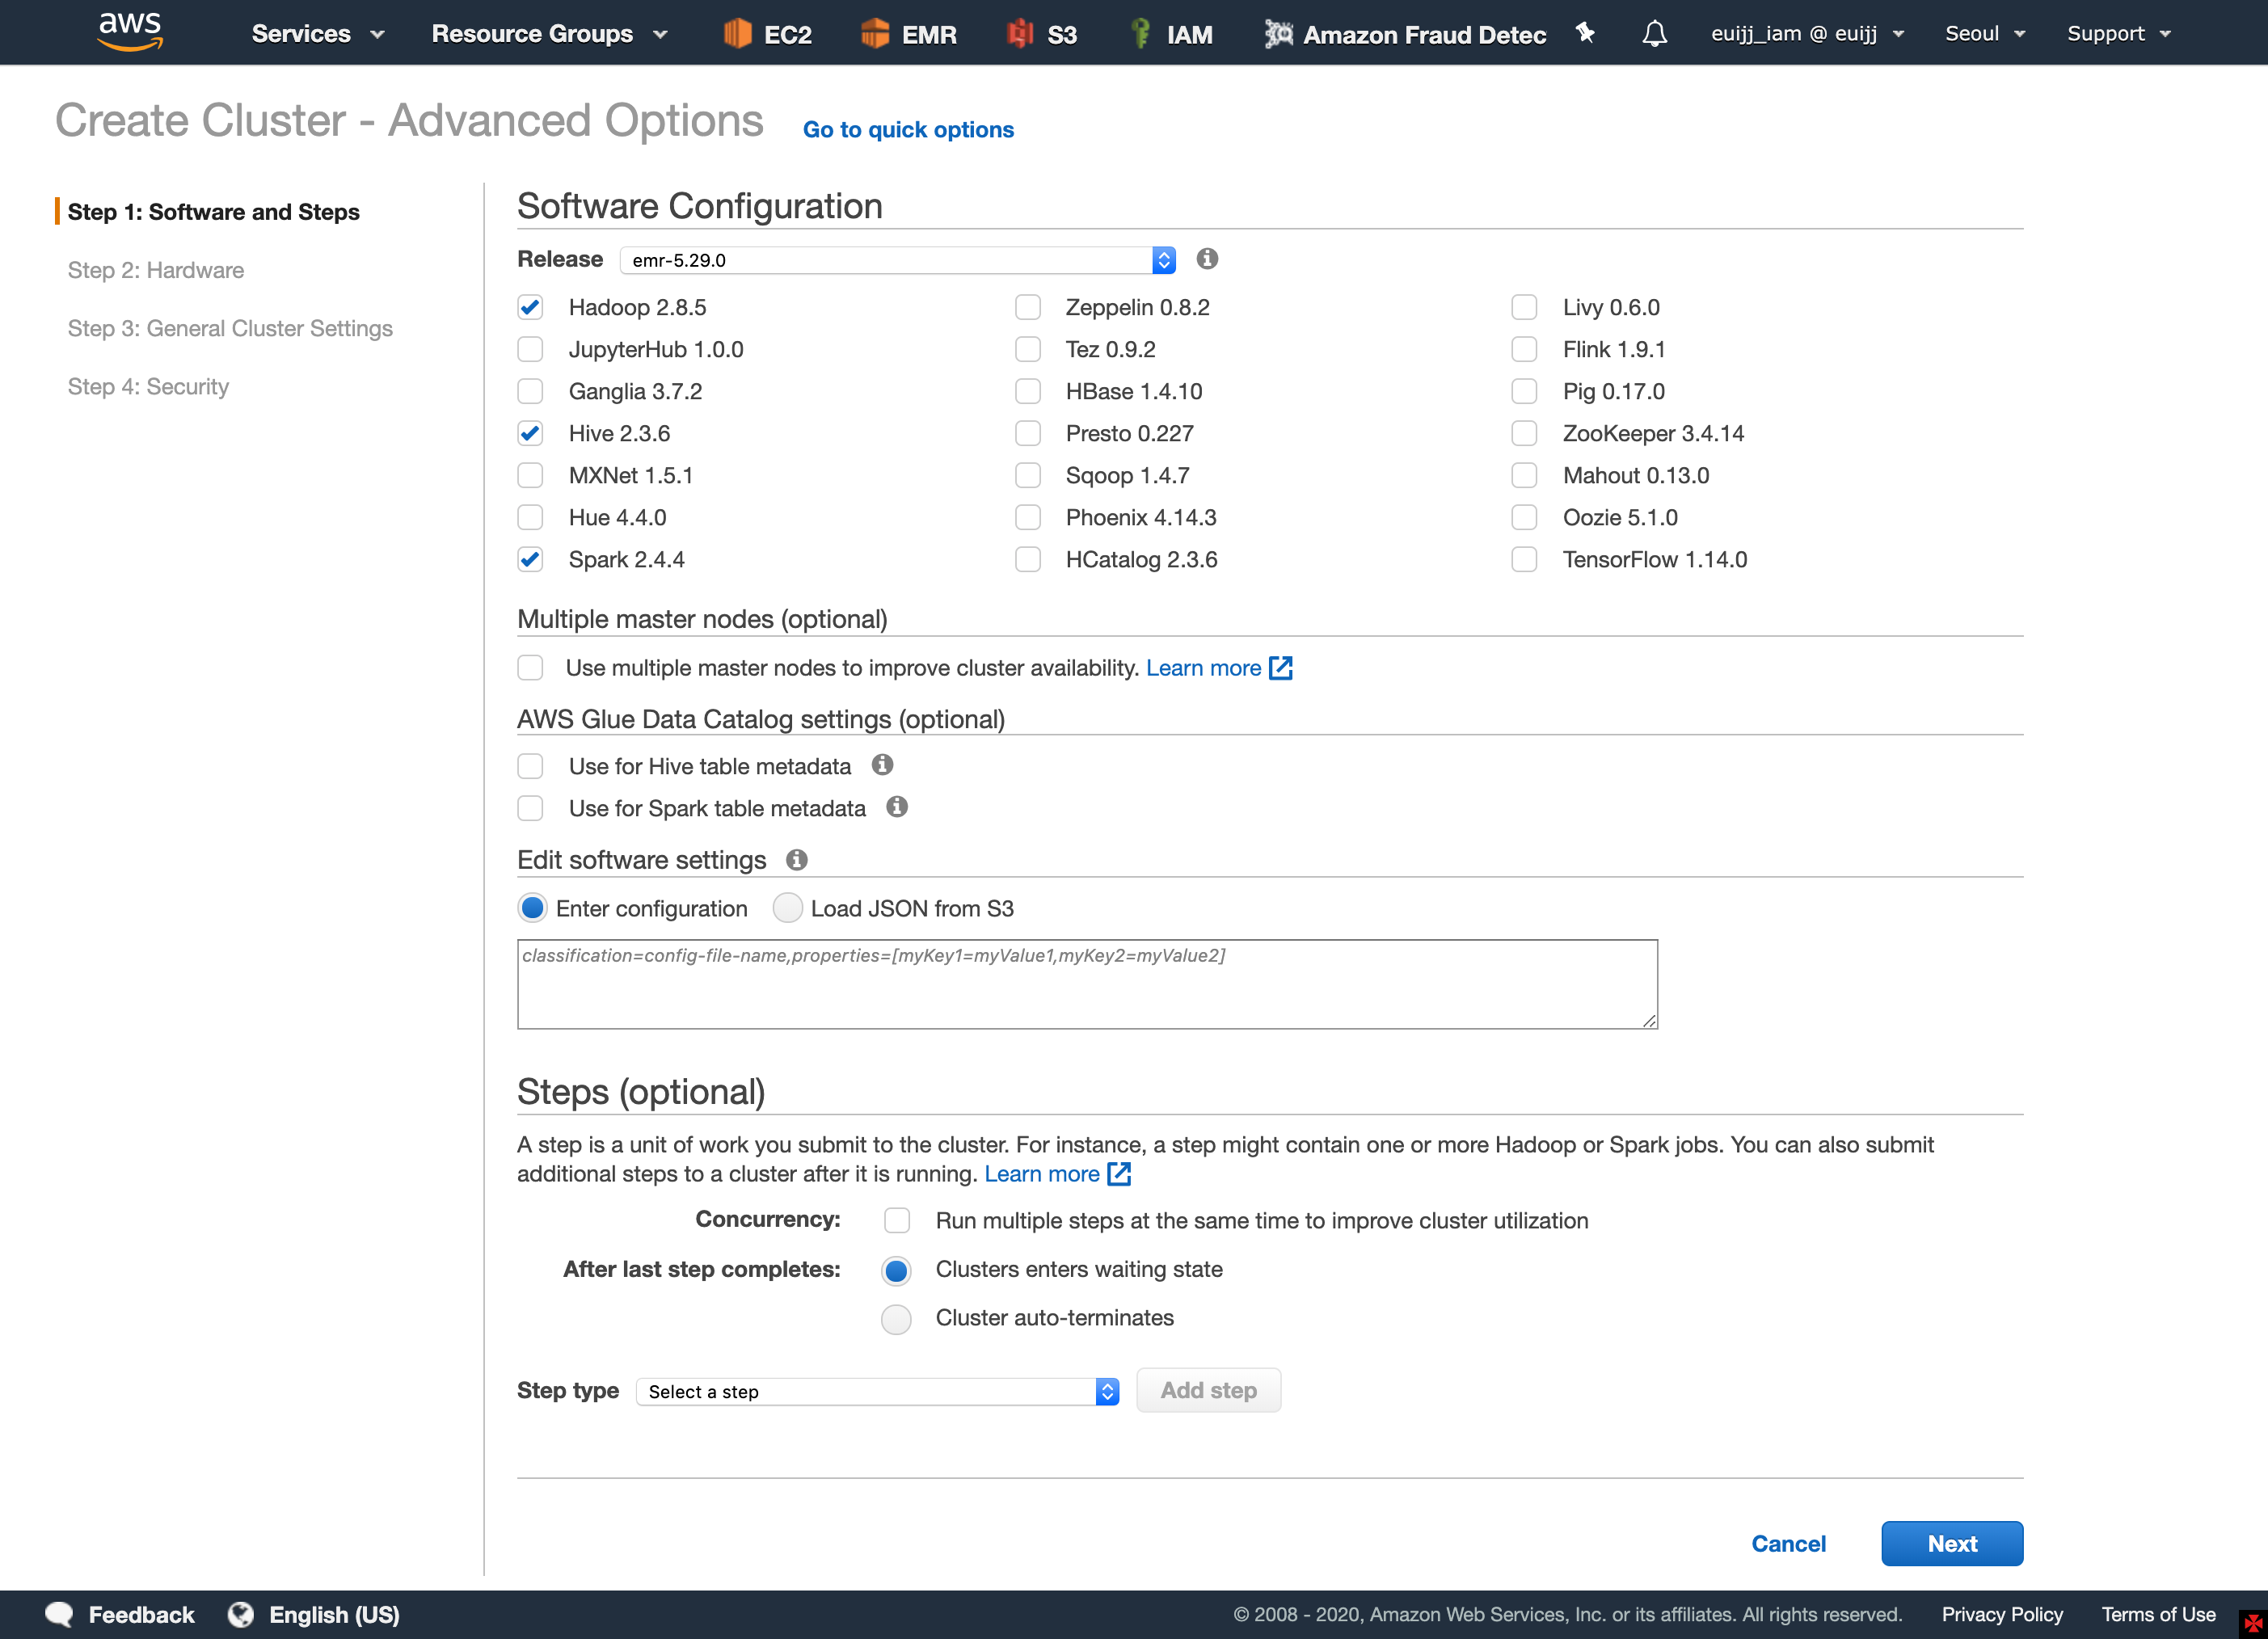 aws
Services
Resource Groups
EC2
EMR
S3
IAM
Amazon Fraud Detec
euijj_iam @ euijj
Seoul
Support
Create Cluster - Advanced Options
Go to quick options
Step 1: Software and Steps
Step 2: Hardware
Step 3: General Cluster Settings
Step 4: Security
Software Configuration
Release emr-5.29.0
Hadoop 2.8.5
Zeppelin 0.8.2
Livy 0.6.0
JupyterHub 1.0.0
Tez 0.9.2
Flink 1.9.1
Ganglia 3.7.2
HBase 1.4.10
Pig 0.17.0
Hive 2.3.6
Presto 0.227
ZooKeeper 3.4.14
MXNet 1.5.1
Sqoop 1.4.7
Mahout 0.13.0
Hue 4.4.0
Phoenix 4.14.3
Oozie 5.1.0
Spark 2.4.4
HCatalog 2.3.6
TensorFlow 1.14.0
Multiple master nodes (optional)
Use multiple master nodes to improve cluster availability. Learn more
AWS Glue Data Catalog settings (optional)
Use for Hive table metadata
Use for Spark table metadata
Edit software settings
Enter configuration
Load JSON from S3
classification=config-file-name,properties=[myKey1=myValue1,myKey2=myValue2]
Steps (optional)
A step is a unit of work you submit to the cluster. For instance, a step might contain one or more Hadoop or Spark jobs. You can also submit
additional steps to a cluster after it is running. Learn more
Concurrency: Run multiple steps at the same time to improve cluster utilization
After last step completes: Clusters enters waiting state
Cluster auto-terminates
Step type Select a step
Add step
Cancel
Next
Feedback
English (US)
© 2008 - 2020, Amazon Web Services, Inc. or its affiliates. All rights reserved.
Privacy Policy
Terms of Use